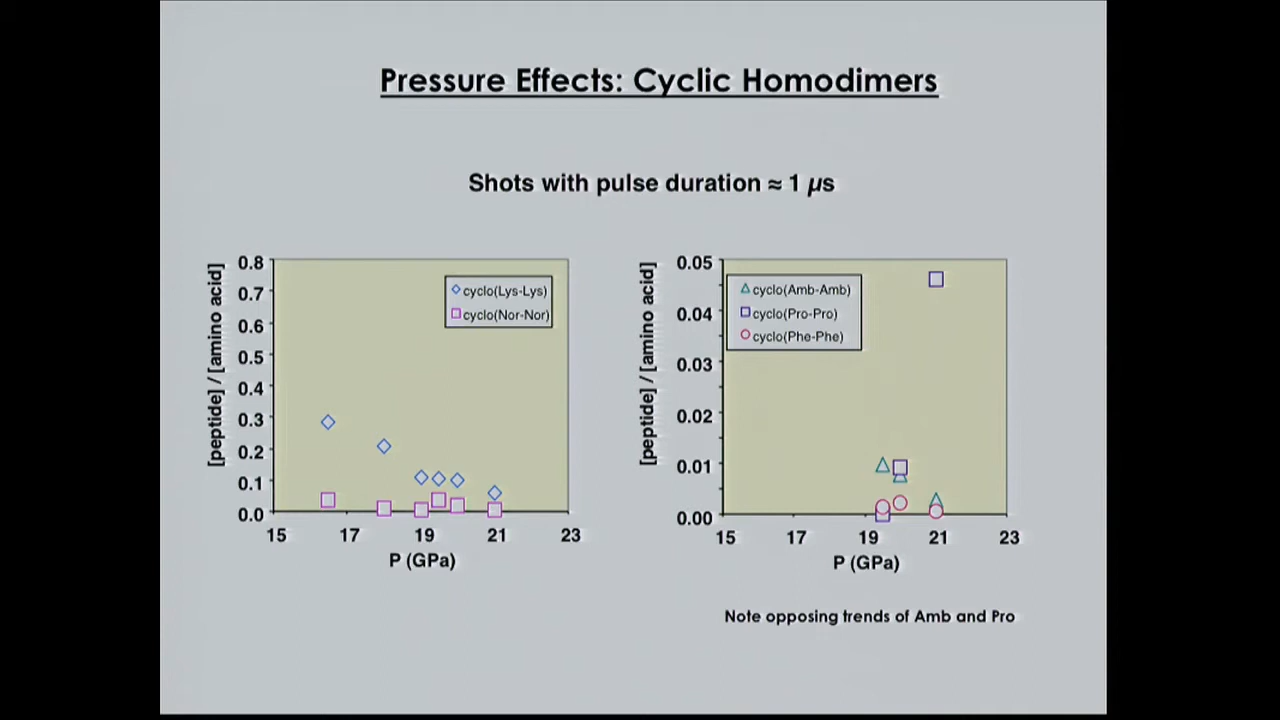 Pressure Effects: Cyclic Homodimers
Shots with pulse duration ≈ 1 µs
[peptide] / [amino acid]
0.8
0.7
0.6
0.5
0.4
0.3
0.2
0.1
0.0
15 17 19 21 23
P (GPa)
cyclo(Lys-Lys)
cyclo(Nor-Nor)
[peptide] / [amino acid]
0.05
0.04
0.03
0.02
0.01
0.00
15 17 19 21 23
P (GPa)
cyclo(Amb-Amb)
cyclo(Pro-Pro)
cyclo(Phe-Phe)
Note opposing trends of Amb and Pro